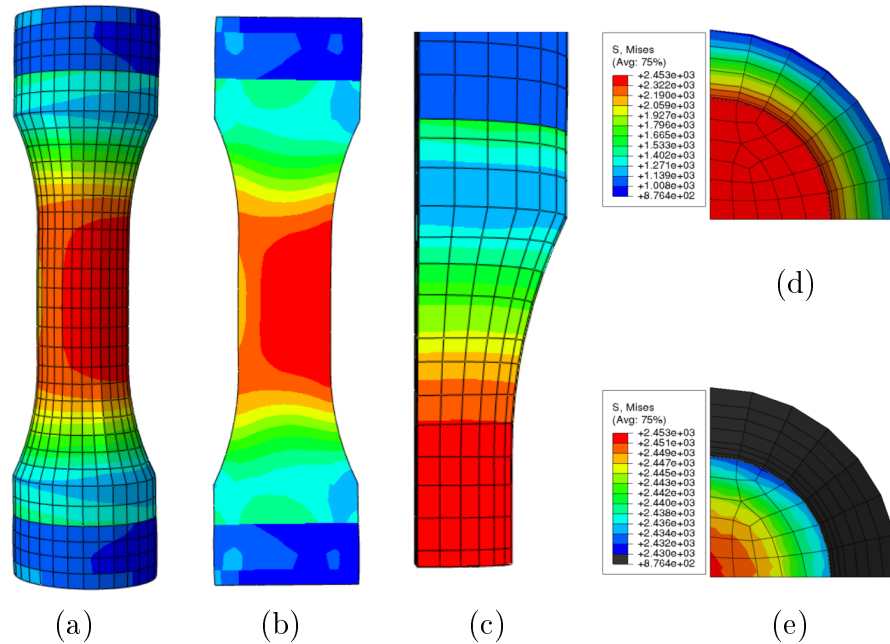 S, Mises
(Avg: 75%)
+2.453e+03
+2.322e+03
+2.190e+03
+2.059e+03
+1.927e+03
+1.796e+03
+1.665e+03
+1.533e+03
+1.402e+03
+1.271e+03
+1.139e+03
+1.008e+03
+8.764e+02
(d)
S, Mises
(Avg: 75%)
+2.453e+03
+2.451e+03
+2.449e+03
+2.447e+03
+2.445e+03
+2.443e+03
+2.442e+03
+2.440e+03
+2.438e+03
+2.436e+03
+2.434e+03
+2.432e+03
+2.430e+03
+8.764e+02
(a)
(b)
(c)
(e)